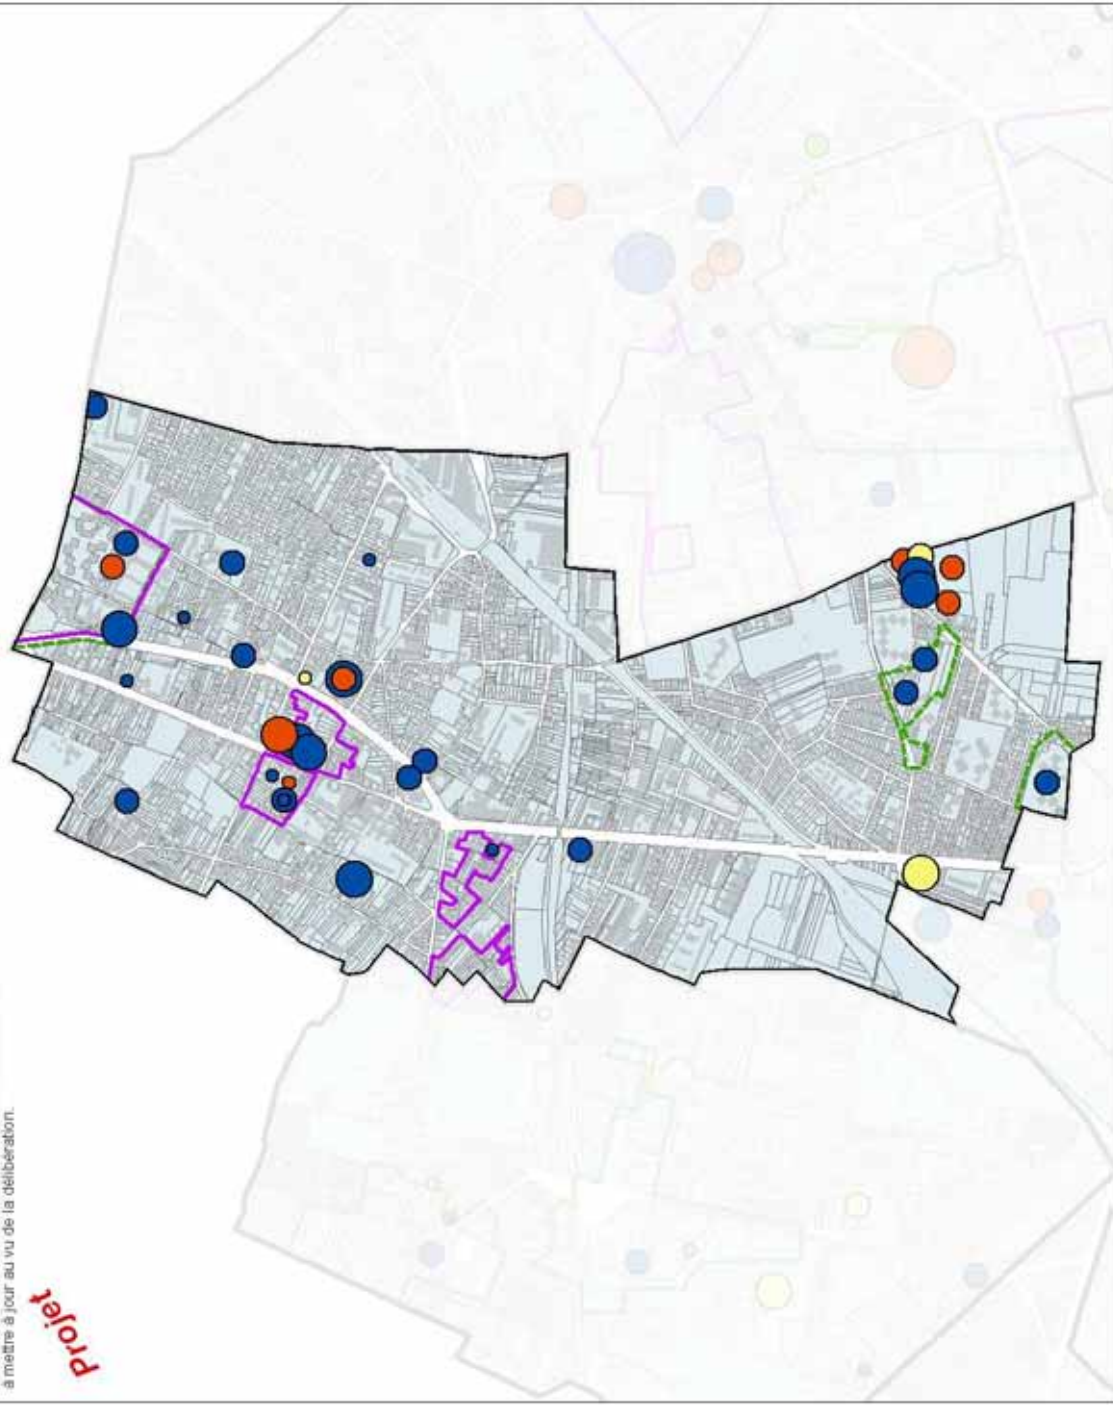 à mettre à jour au vu de la délibération.
Projet